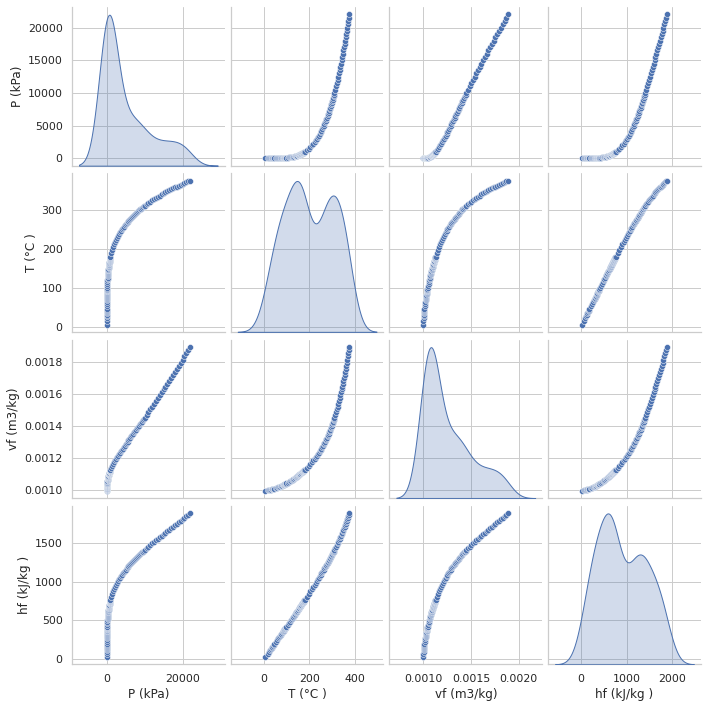 20000
15000
10000
5000
0
P (kPa)
300
200
100
0
T (°C )
0.0018
0.0016
0.0014
0.0012
0.0010
vf (m3/kg)
1500
1000
500
0
hf (kJ/kg )
0 20000
0 200 400
0.0010 0.0015 0.0020
0 1000 2000
P (kPa)
T (°C )
vf (m3/kg)
hf (kJ/kg )